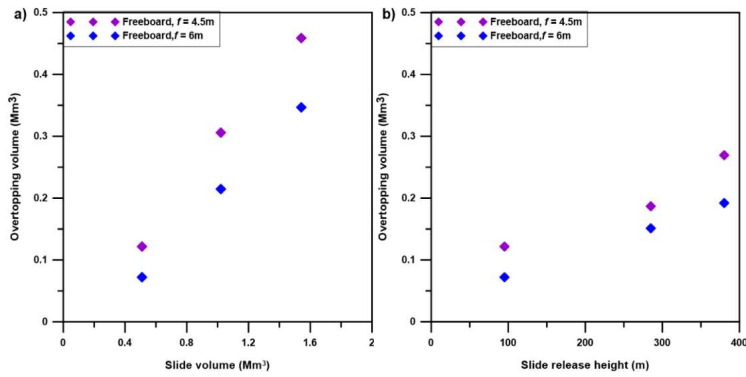 a)
Freeboard, f = 4.5m
Freeboard,f = 6m
0.5
0.4
0.3
0.2
0.1
0
Overtopping volume (Mm³)
0 0.4 0.8 1.2 1.6 2
Slide volume (Mm³)
b)
Freeboard, f = 4.5m
Freeboard,f = 6m
0.5
0.4
0.3
0.2
0.1
0
Overtopping volume (Mm³)
0 100 200 300 400
Slide release height (m)